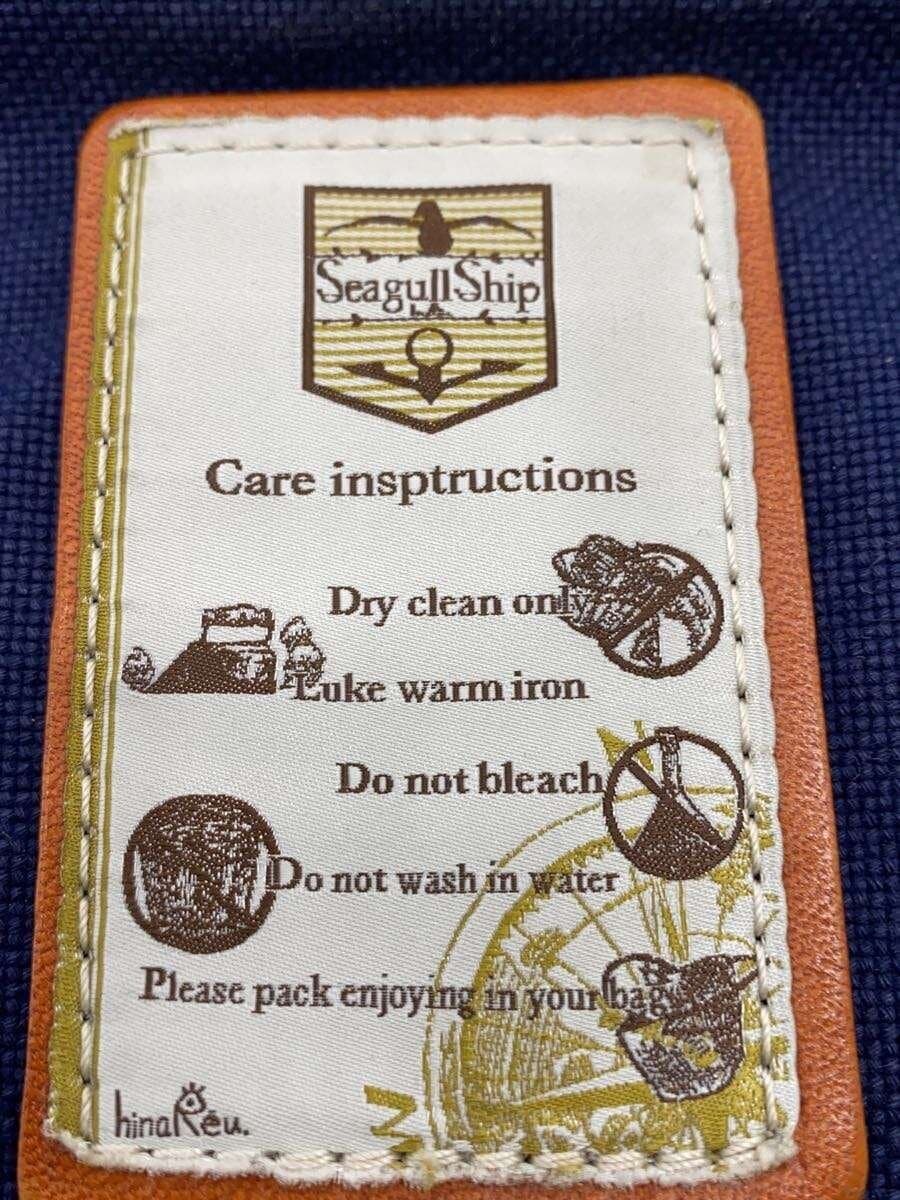 SeagullShip
Care insptructions
Dry clean only
Luke warm iron
Do not bleach
Do not wash in water
Please pack enjoying in your bag
hinaRēu.